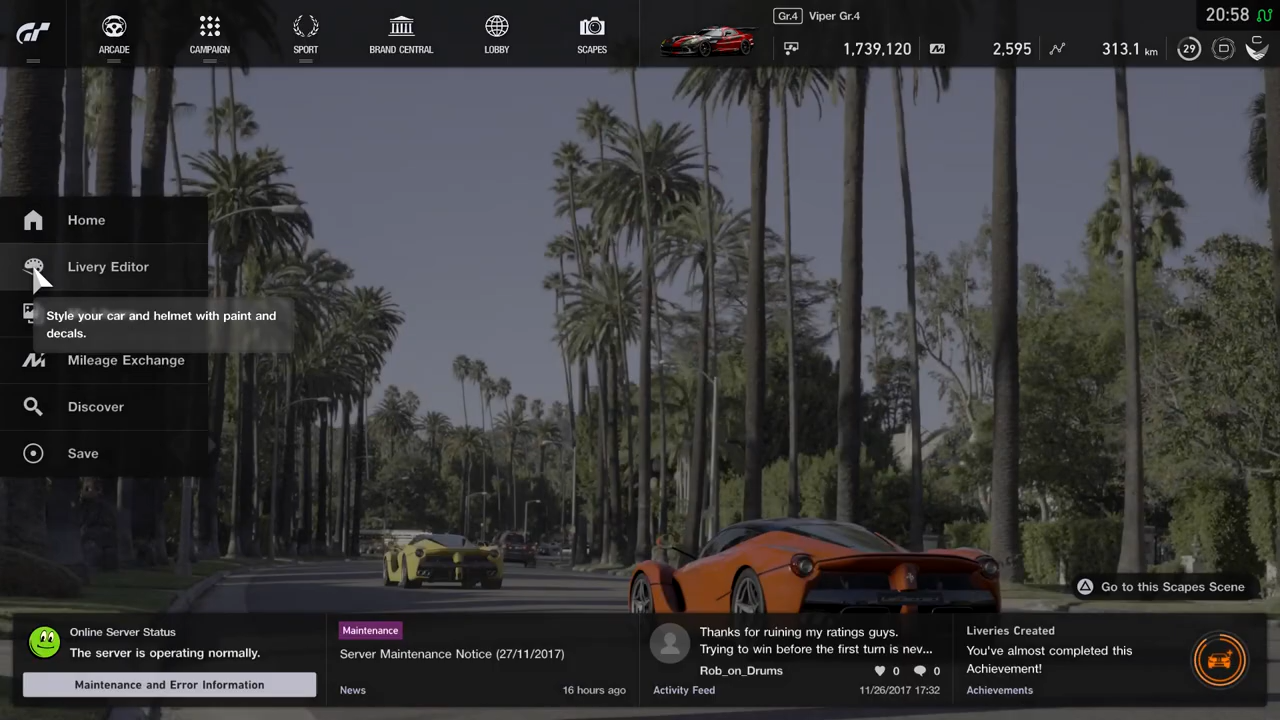 ARCADE
CAMPAIGN
SPORT
BRAND CENTRAL
LOBBY
SCAPES
Gr.4 Viper Gr.4
1,739,120
2,595
313.1 km
29
20:58
Home
Livery Editor
Style your car and helmet with paint and
decals.
Mileage Exchange
Discover
Save
Go to this Scapes Scene
Online Server Status
The server is operating normally.
Maintenance and Error Information
Maintenance
Server Maintenance Notice (27/11/2017)
News
16 hours ago
Thanks for ruining my ratings guys.
Trying to win before the first turn is nev...
Rob_on_Drums
0 0
Activity Feed
11/26/2017 17:32
Liveries Created
You've almost completed this
Achievement!
Achievements